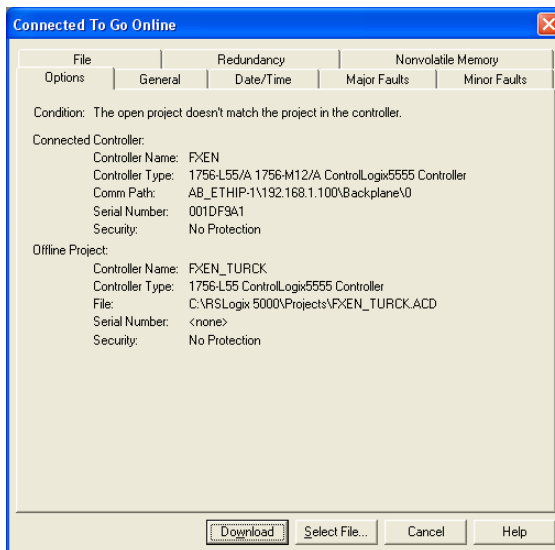 Connected To Go Online
File Redundancy Nonvolatile Memory
Options General Date/Time Major Faults Minor Faults
Condition: The open project doesn't match the project in the controller.
Connected Controller:
Controller Name: FXEN
Controller Type: 1756-L55/A 1756-M12/A ControlLogix5555 Controller
Comm Path: AB_ETHIP-1\192.168.1.100\Backplane\0
Serial Number: 001DF9A1
Security: No Protection
Offline Project:
Controller Name: FXEN_TURCK
Controller Type: 1756-L55 ControlLogix5555 Controller
File: C:\RSLogix 5000\Projects\FXEN_TURCK.ACD
Serial Number: <none>
Security: No Protection
Download Select File... Cancel Help